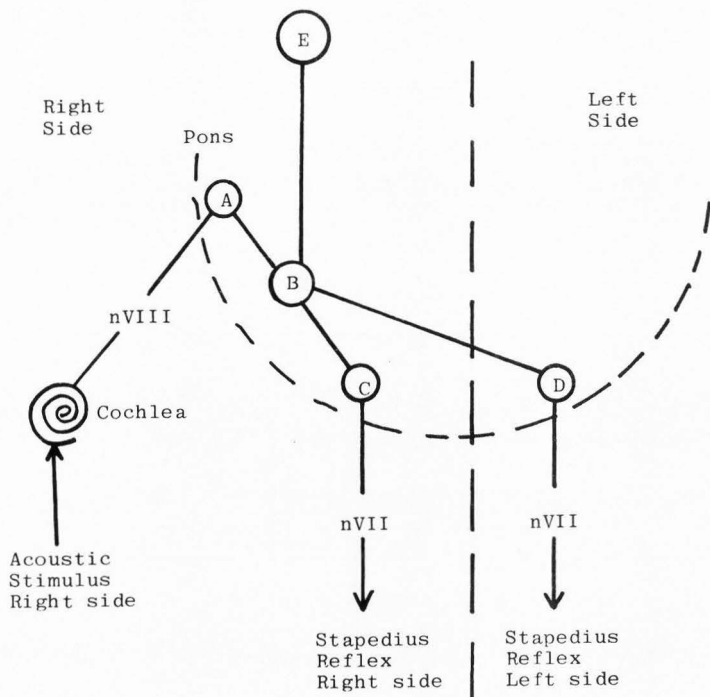 E
Right
Side
Left
Side
Pons
A
B
nVIII
C
D
Cochlea
nVII
nVII
Acoustic
Stimulus
Right side
Stapedius
Reflex
Right side
Stapedius
Reflex
Left side